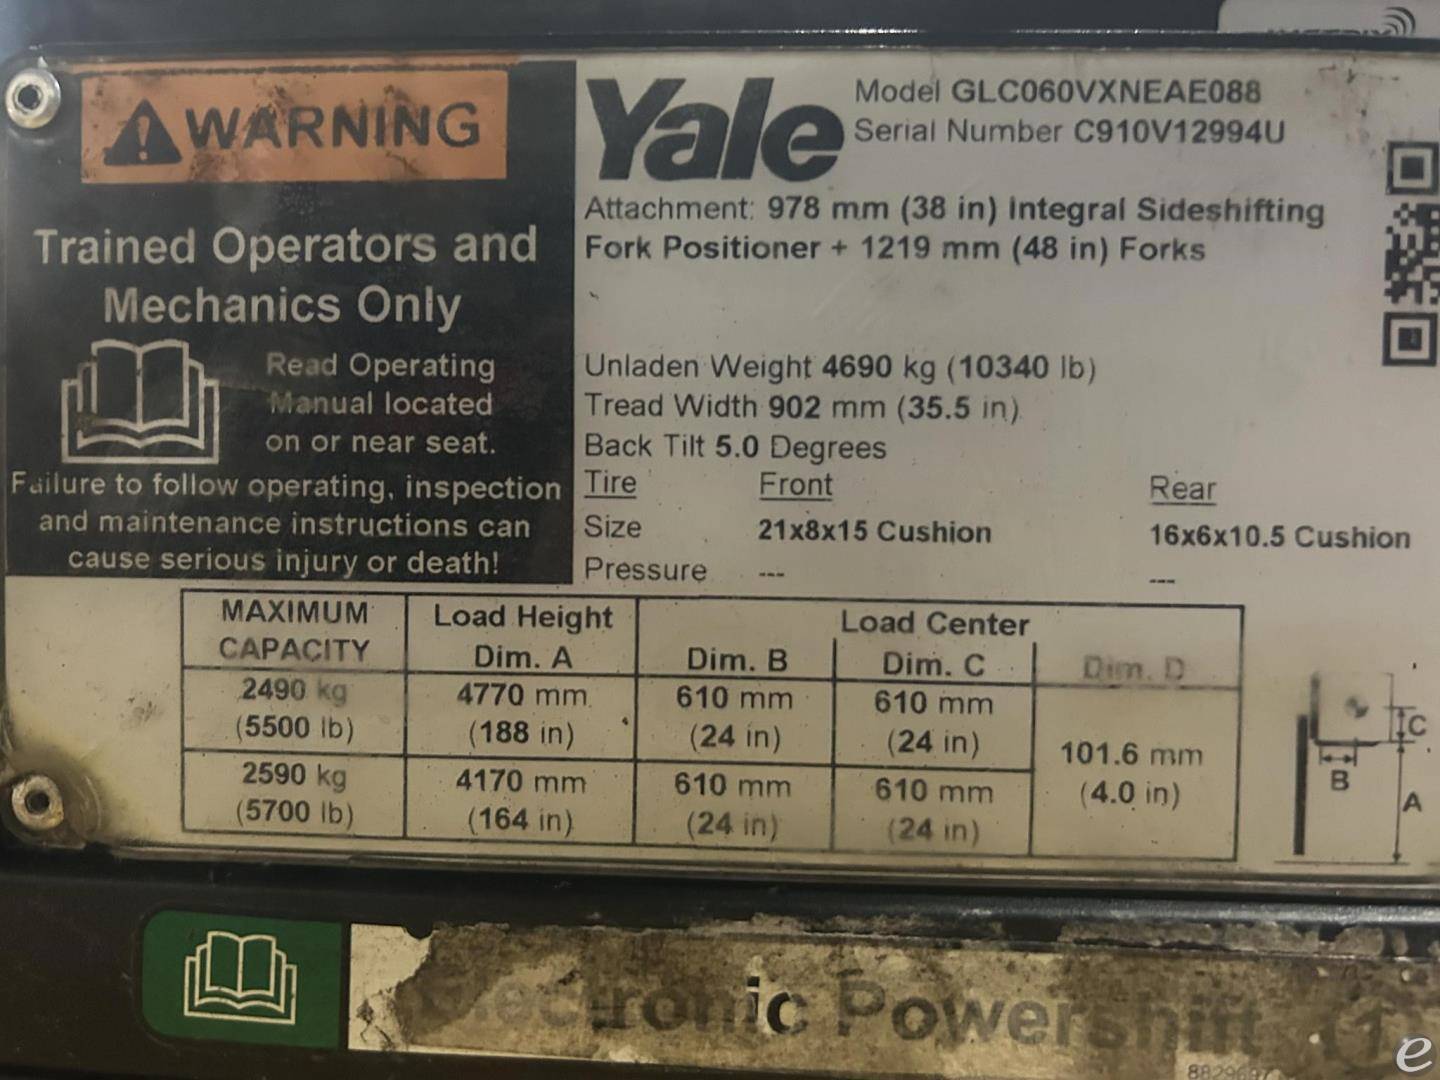 WARNING
Trained Operators and
Mechanics Only
Read Operating
Manual located
on or near seat.
Failure to follow operating, inspection
and maintenance instructions can
cause serious injury or death!
Yale
Model GLC060VXNEAE088
Serial Number C910V12994U
Attachment: 978 mm (38 in) Integral Sideshifting
Fork Positioner + 1219 mm (48 in) Forks
Unladen Weight 4690 kg (10340 lb)
Tread Width 902 mm (35.5 in)
Back Tilt 5.0 Degrees
Tire Front Rear
Size 21x8x15 Cushion 16x6x10.5 Cushion
Pressure --- ---
MAXIMUM CAPACITY Load Height Dim. A Load Center
Dim. B Dim. C Dim. D
2490 kg 4770 mm 610 mm 610 mm
(5500 lb) (188 in) (24 in) (24 in)
101.6 mm
(4.0 in)
2590 kg 4170 mm 610 mm 610 mm
(5700 lb) (164 in) (24 in) (24 in)
C
B
A
Electronic Powershift (1
e